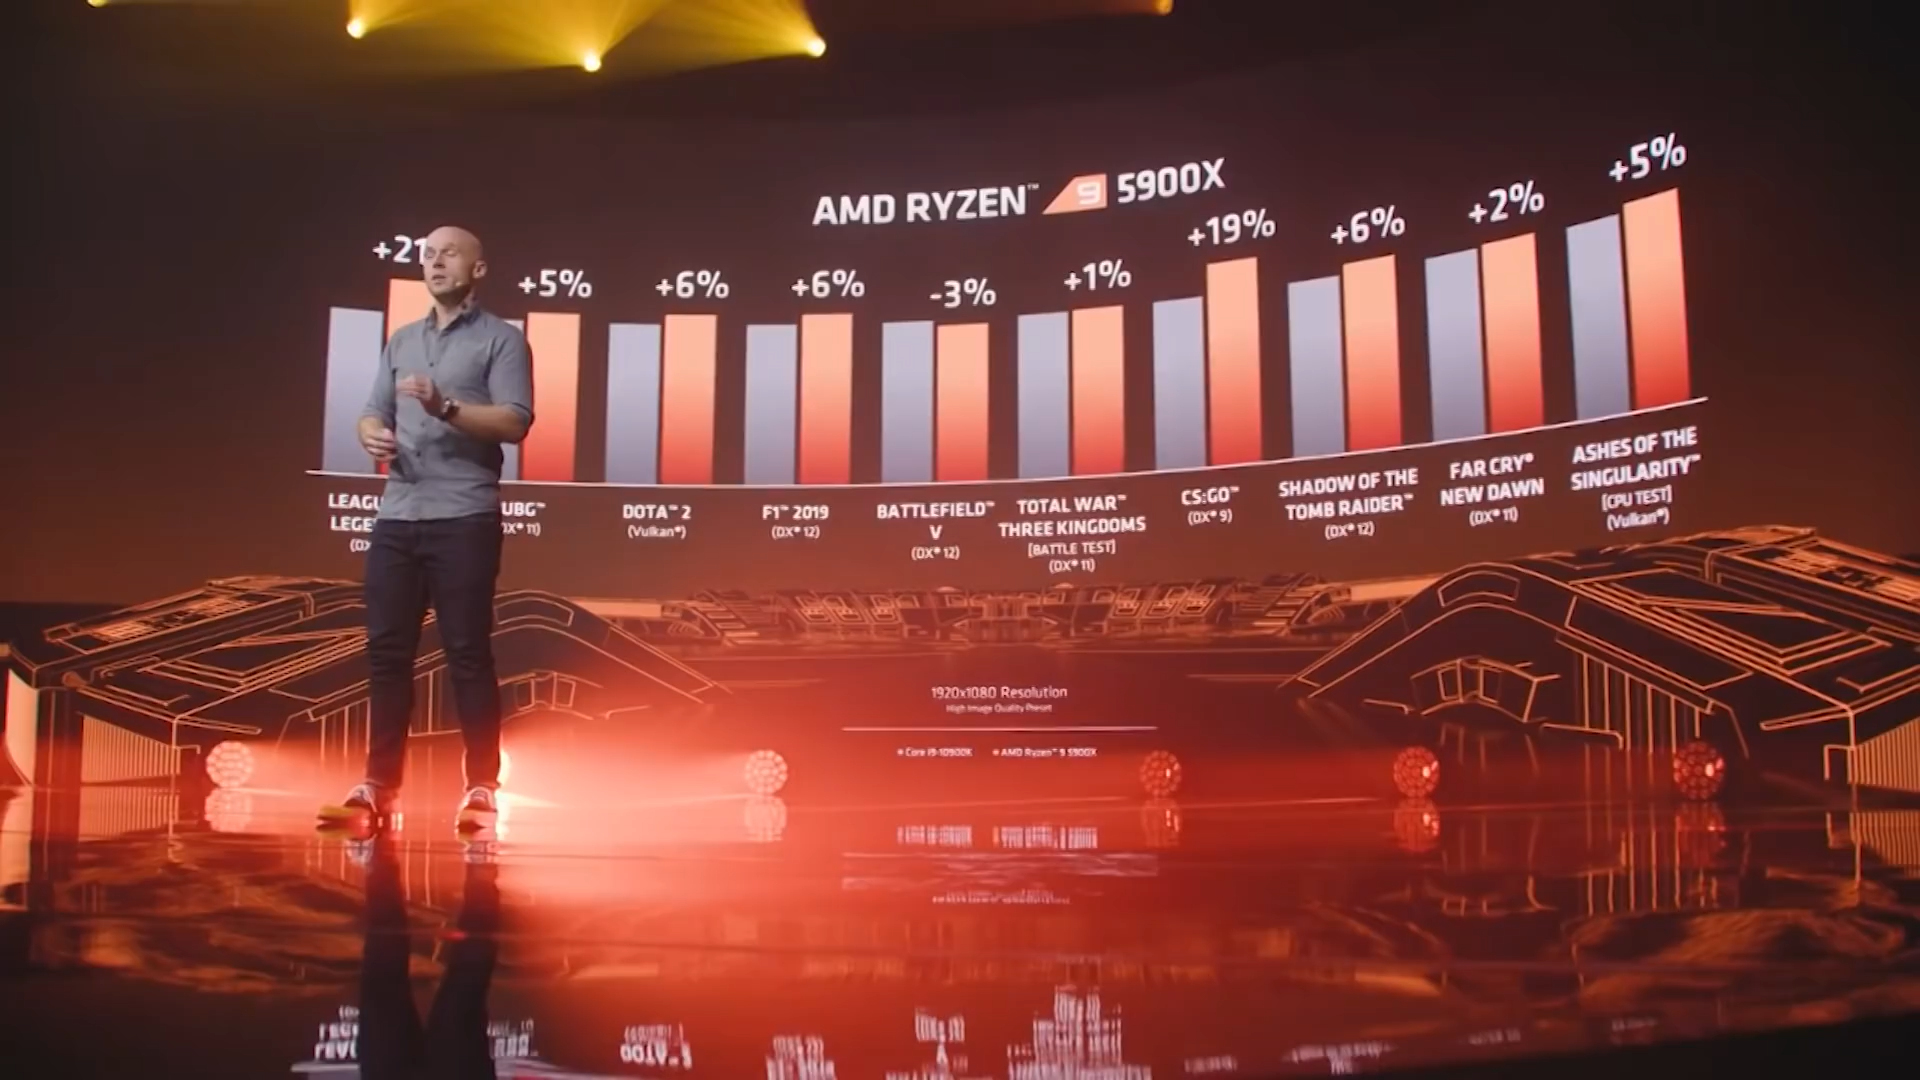 AMD RYZEN™ 9 5900X
+21
+5%
+6%
+6%
-3%
+1%
+19%
+6%
+2%
+5%
DOTA™ 2
(Vulkan®)
F1™ 2019
(DX® 12)
BATTLEFIELD™
V
(DX® 12)
TOTAL WAR™
THREE KINGDOMS
[BATTLE TEST]
(DX® 11)
CS:GO™
(DX® 9)
SHADOW OF THE
TOMB RAIDER™
(DX® 12)
FAR CRY®
NEW DAWN
(DX® 11)
ASHES OF THE
SINGULARITY™
[CPU TEST]
(Vulkan®)
1920x1080 Resolution
High Image Quality Preset
Core i9-10900K AMD Ryzen™ 9 5900X